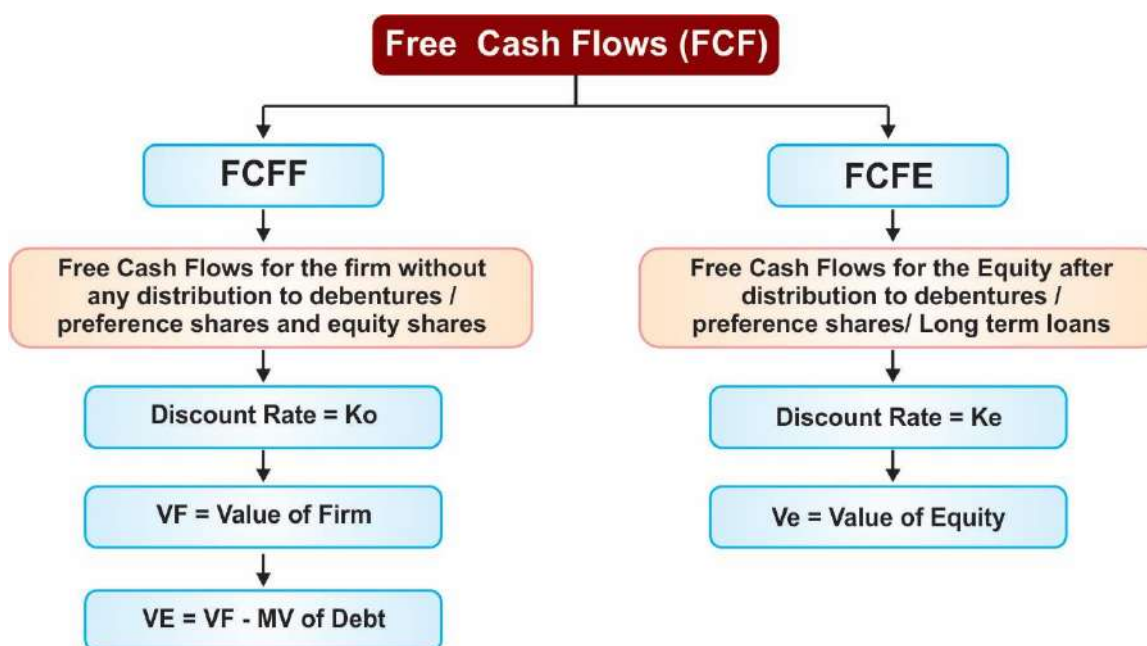 Free Cash Flows (FCF)
FCFF
Free Cash Flows for the firm without
any distribution to debentures /
preference shares and equity shares
Discount Rate = Ko
VF = Value of Firm
VE = VF - MV of Debt
FCFE
Free Cash Flows for the Equity after
distribution to debentures /
preference shares/ Long term loans
Discount Rate = Ke
Ve = Value of Equity